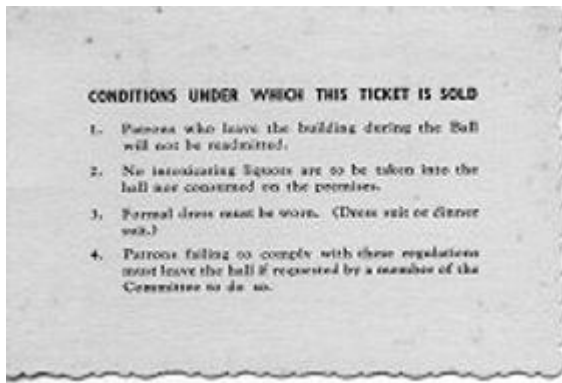 CONDITIONS UNDER WHICH THIS TICKET IS SOLD
1. Patrons who leave the building during the Ball
will not be readmitted.
2. No intoxicating liquors are to be taken into the
hall nor consumed on the premises.
3. Formal dress must be worn. (Dress suit or dinner
suit.)
4. Patrons failing to comply with these regulations
must leave the hall if requested by a member of the
Committee to do so.